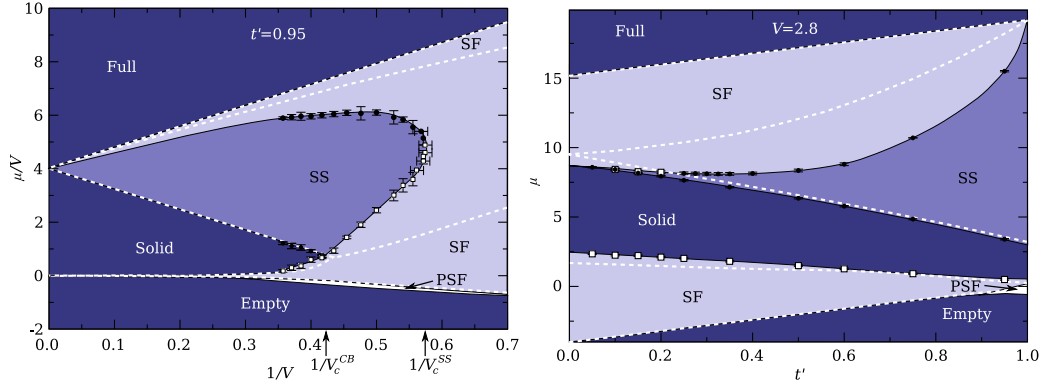 t'=0.95
10
8
6
4
2
0
-2
μ/V
Full
SF
SS
Solid
SF
PSF
Empty
0.0 0.1 0.2 0.3 0.4 0.5 0.6 0.7
1/V 1/V_c^CB 1/V_c^SS
V=2.8
15
10
5
0
μ
Full
SF
SS
Solid
PSF
SF
Empty
0.0 0.2 0.4 0.6 0.8 1.0
t'